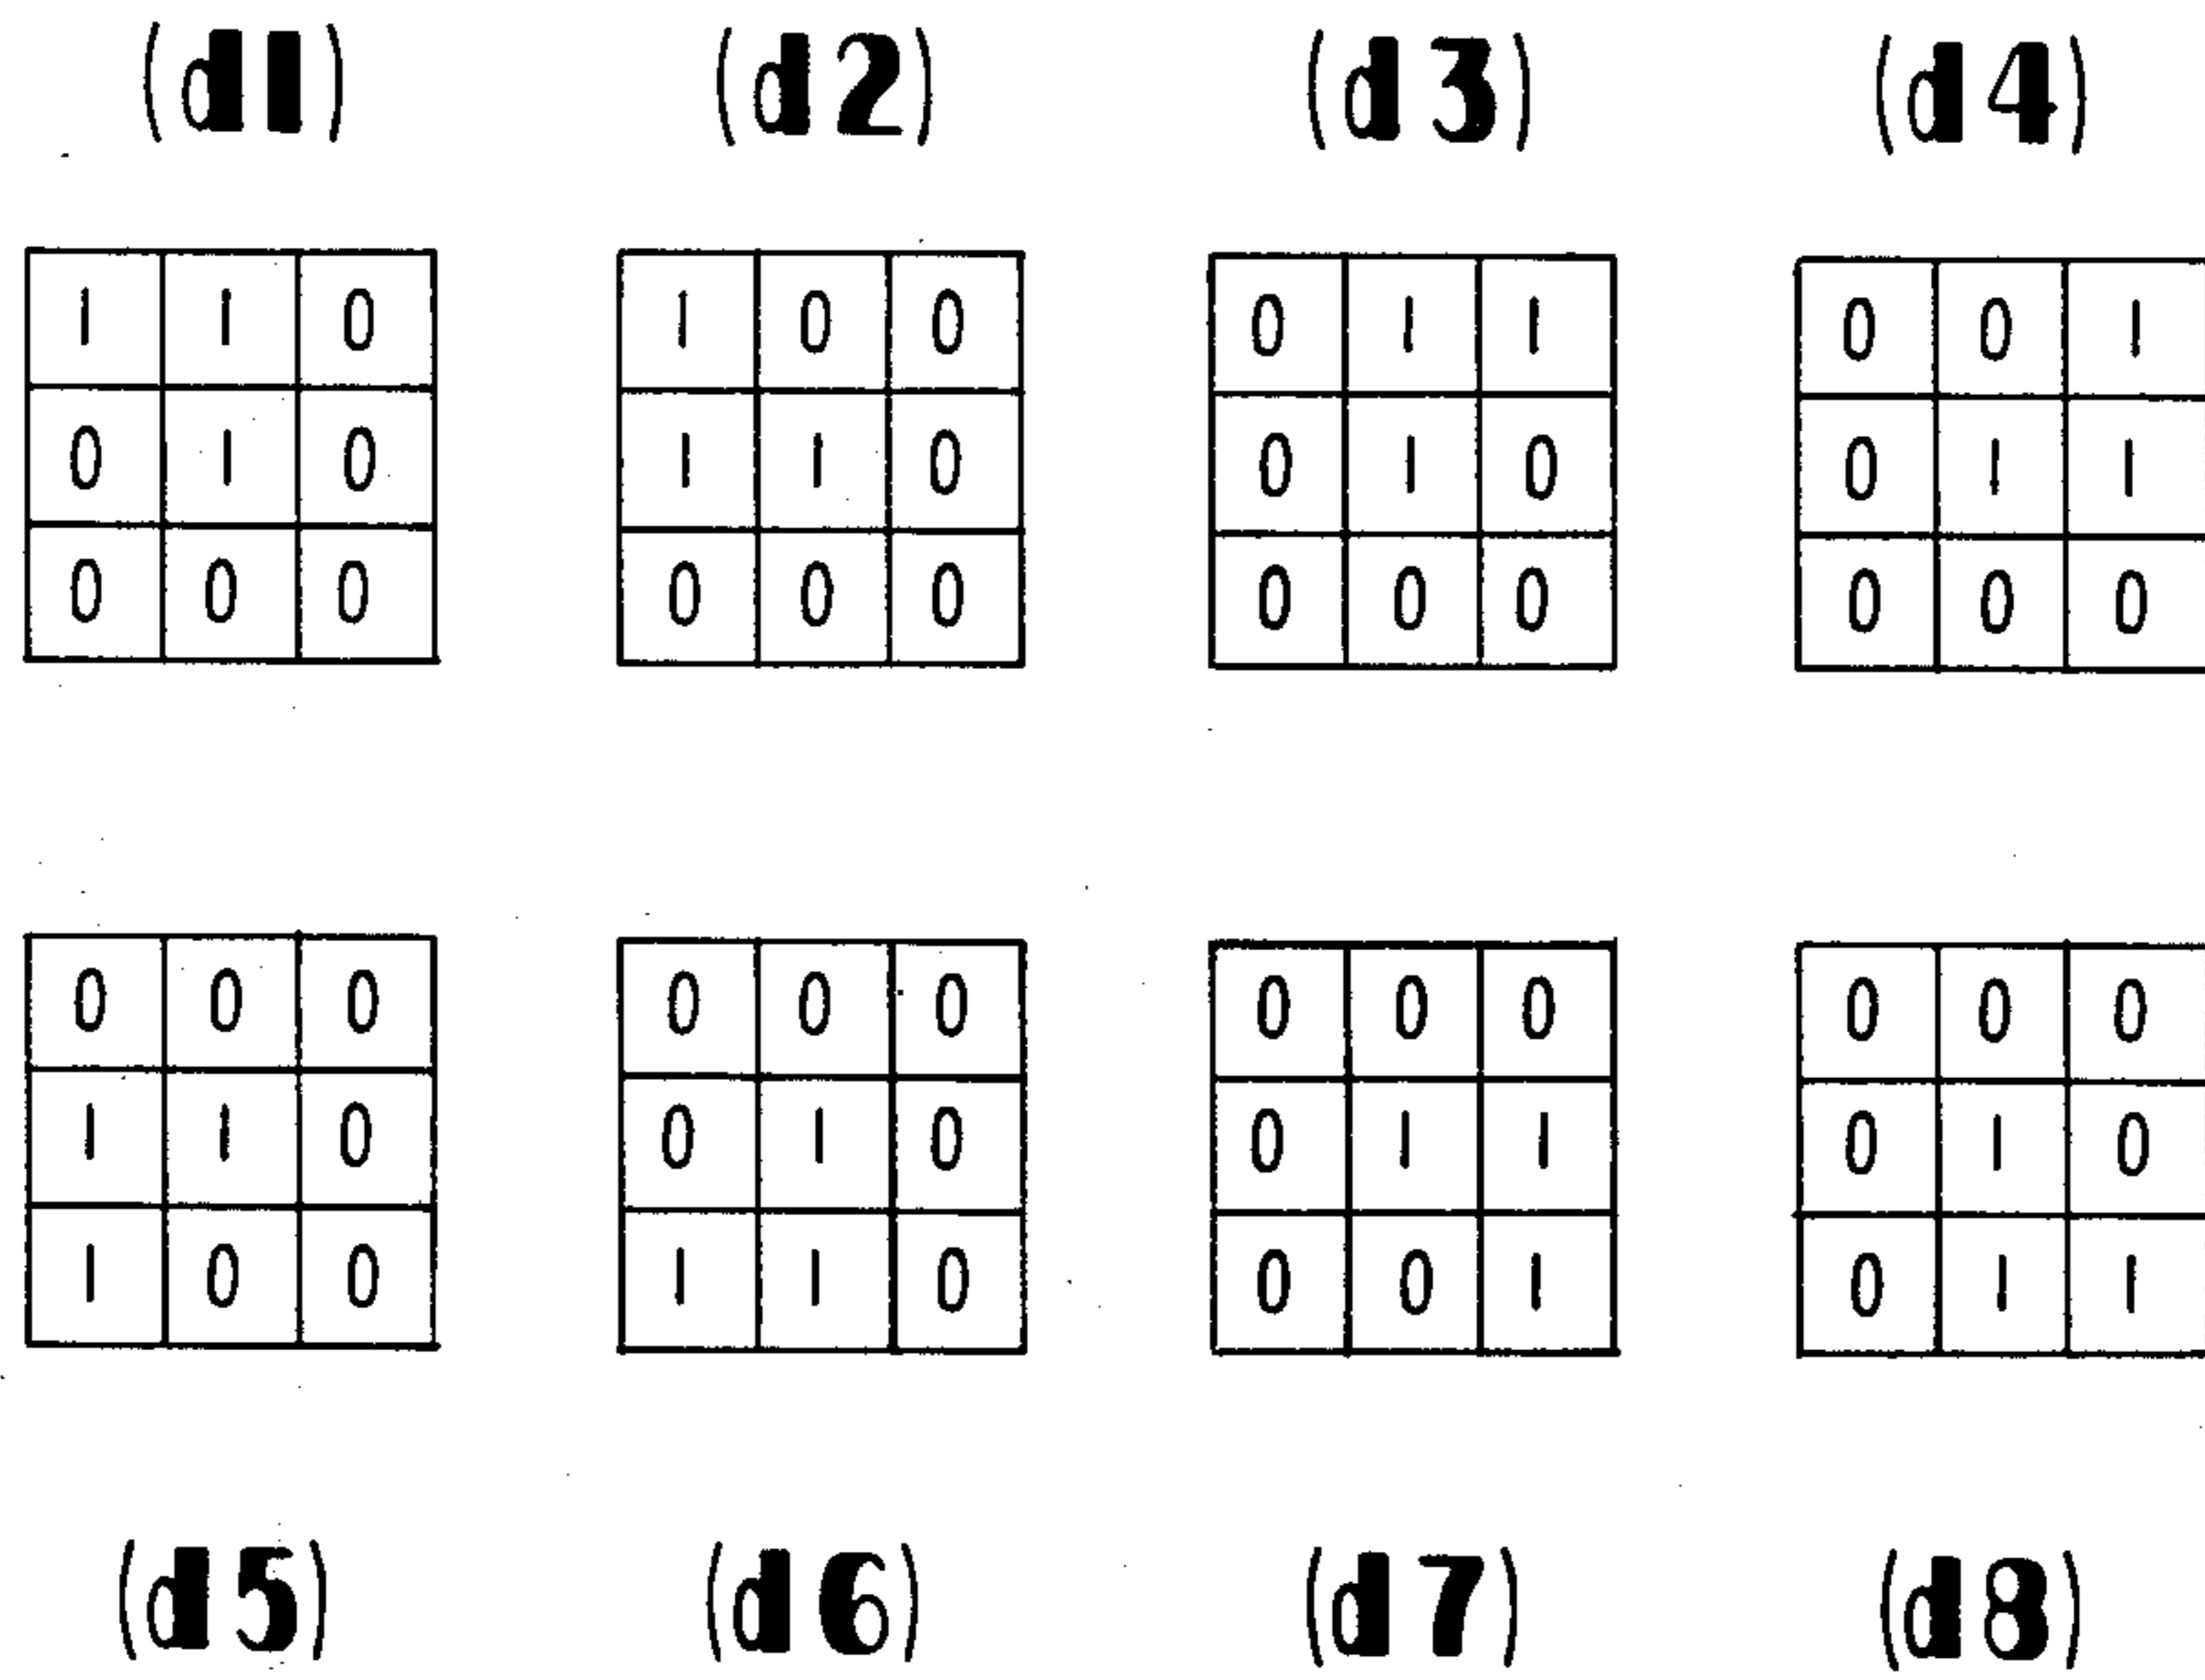 (d1) (d2) (d3) (d4)
1 1 0 1 0 0 0 1 1 0 0 1
0 1 0 1 1 0 0 1 0 0 1 1
0 0 0 0 0 0 0 0 0 0 0 0
0 0 0 0 0 0 0 0 0 0 0 0
1 1 0 0 1 0 0 1 1 0 1 0
1 0 0 1 1 0 0 0 1 0 1 1
(d5) (d6) (d7) (d8)